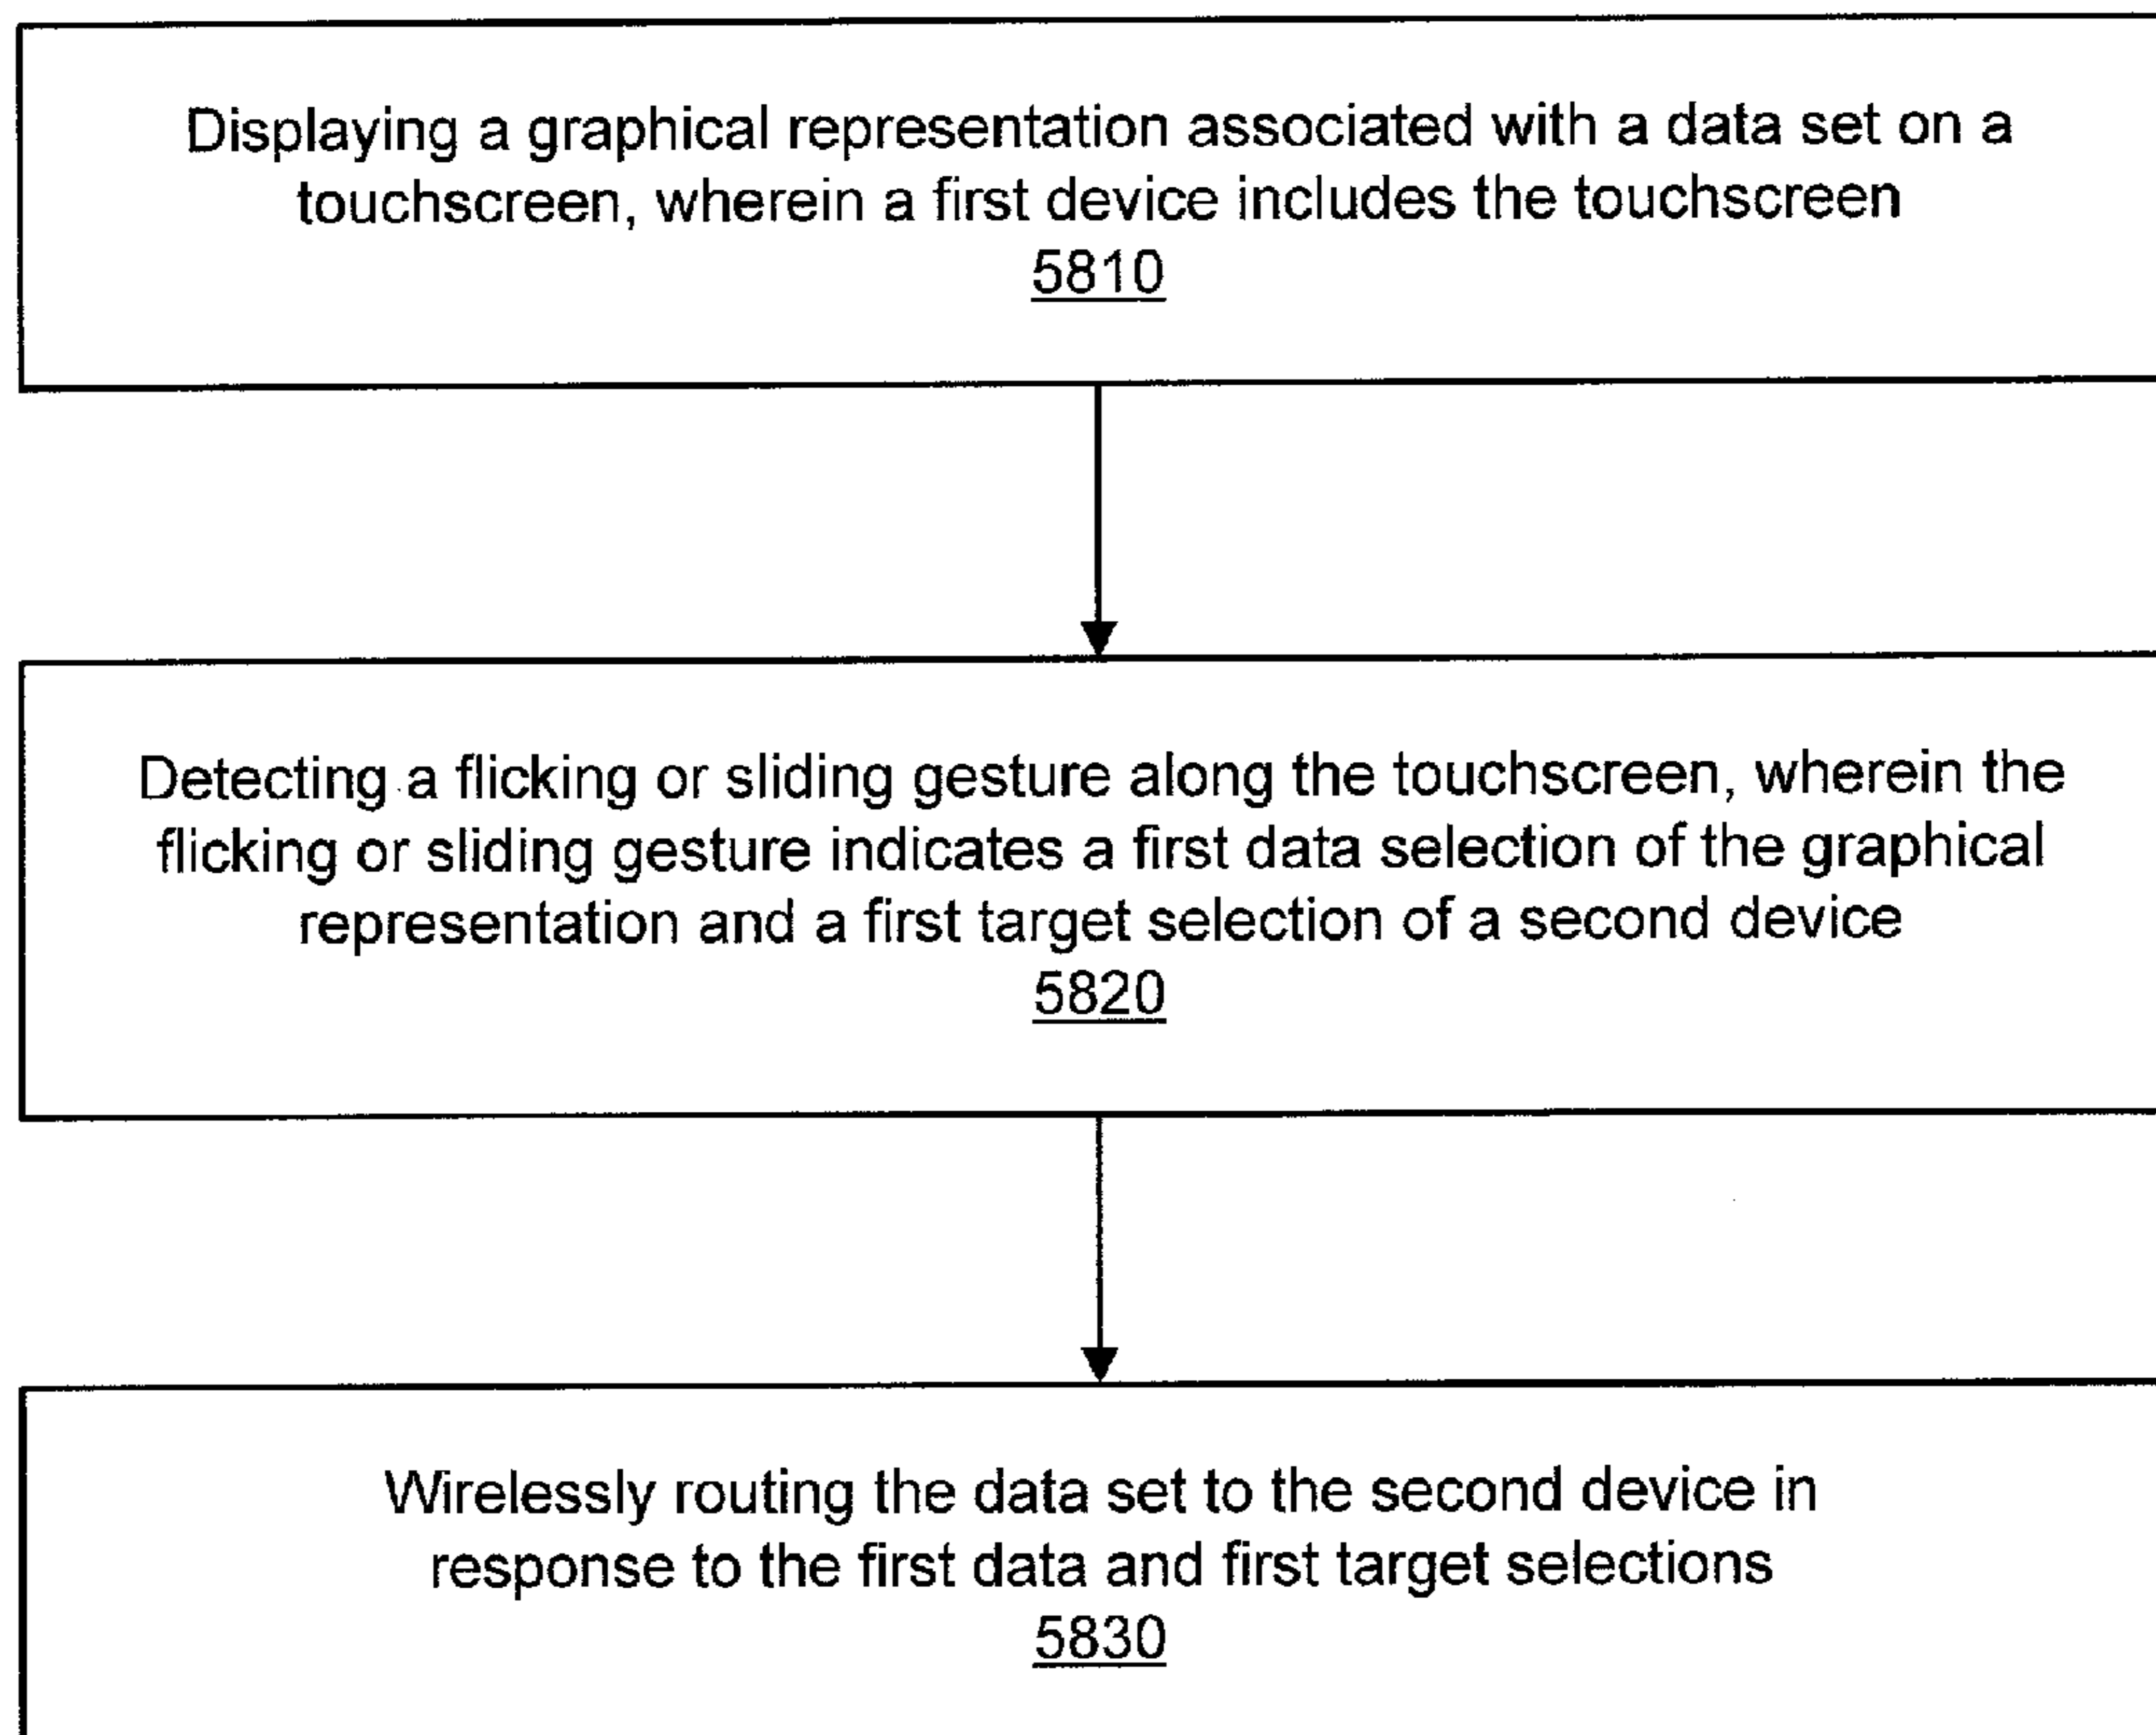 Displaying a graphical representation associated with a data set on a
touchscreen, wherein a first device includes the touchscreen
5810
Detecting a flicking or sliding gesture along the touchscreen, wherein the
flicking or sliding gesture indicates a first data selection of the graphical
representation and a first target selection of a second device
5820
Wirelessly routing the data set to the second device in
response to the first data and first target selections
5830